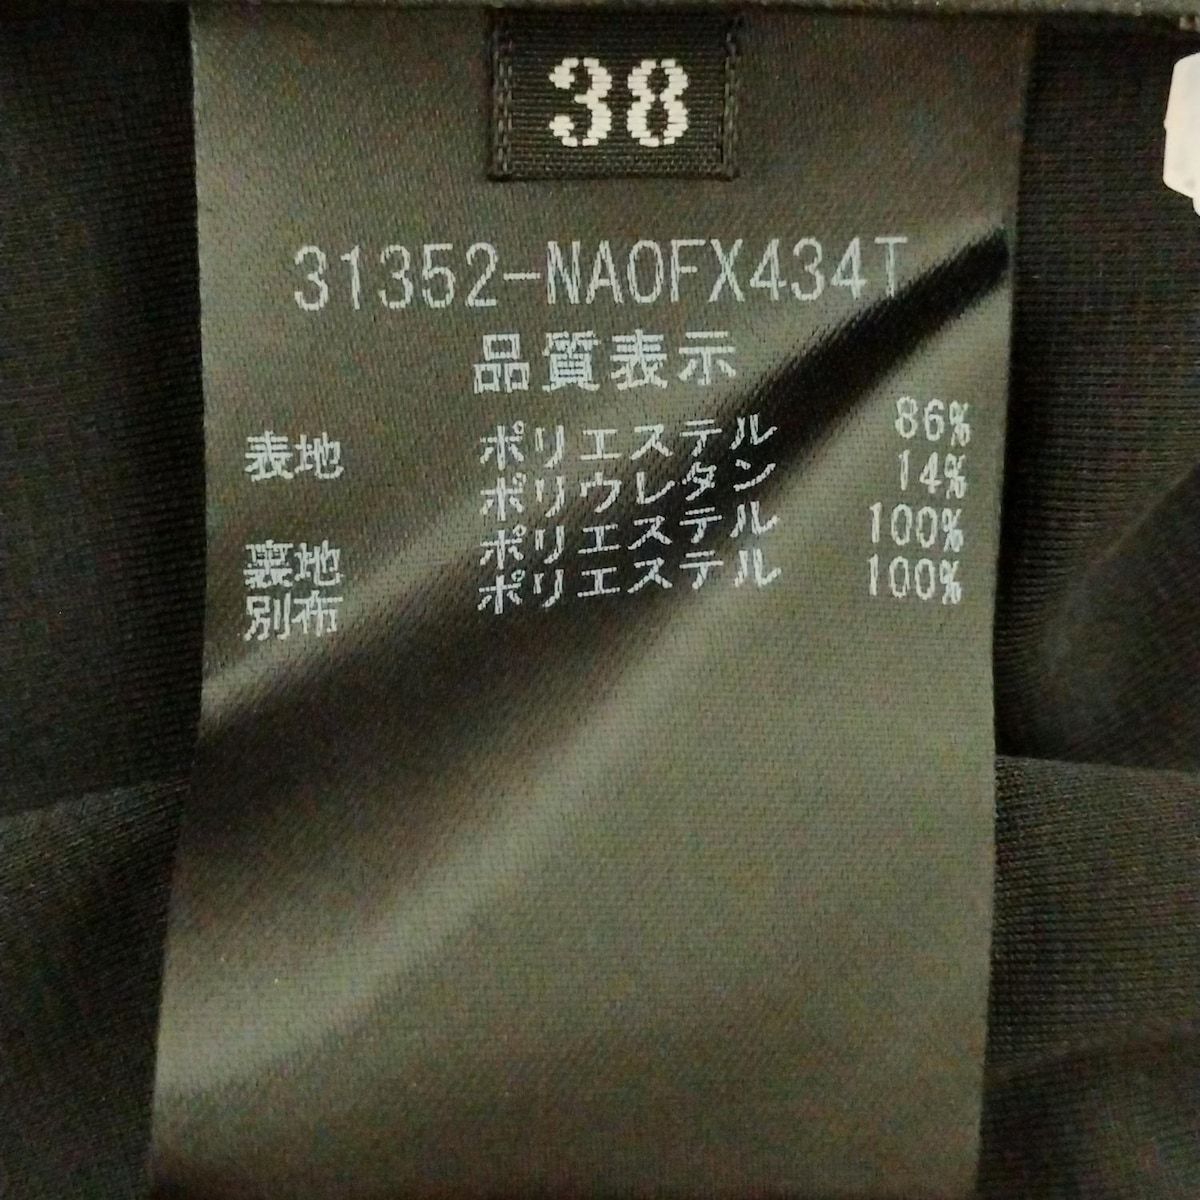 38
31352-NA0FX434T
品質表示
表地 ポリエステル 86%
ポリウレタン 14%
裏地 ポリエステル 100%
別布 ポリエステル 100%